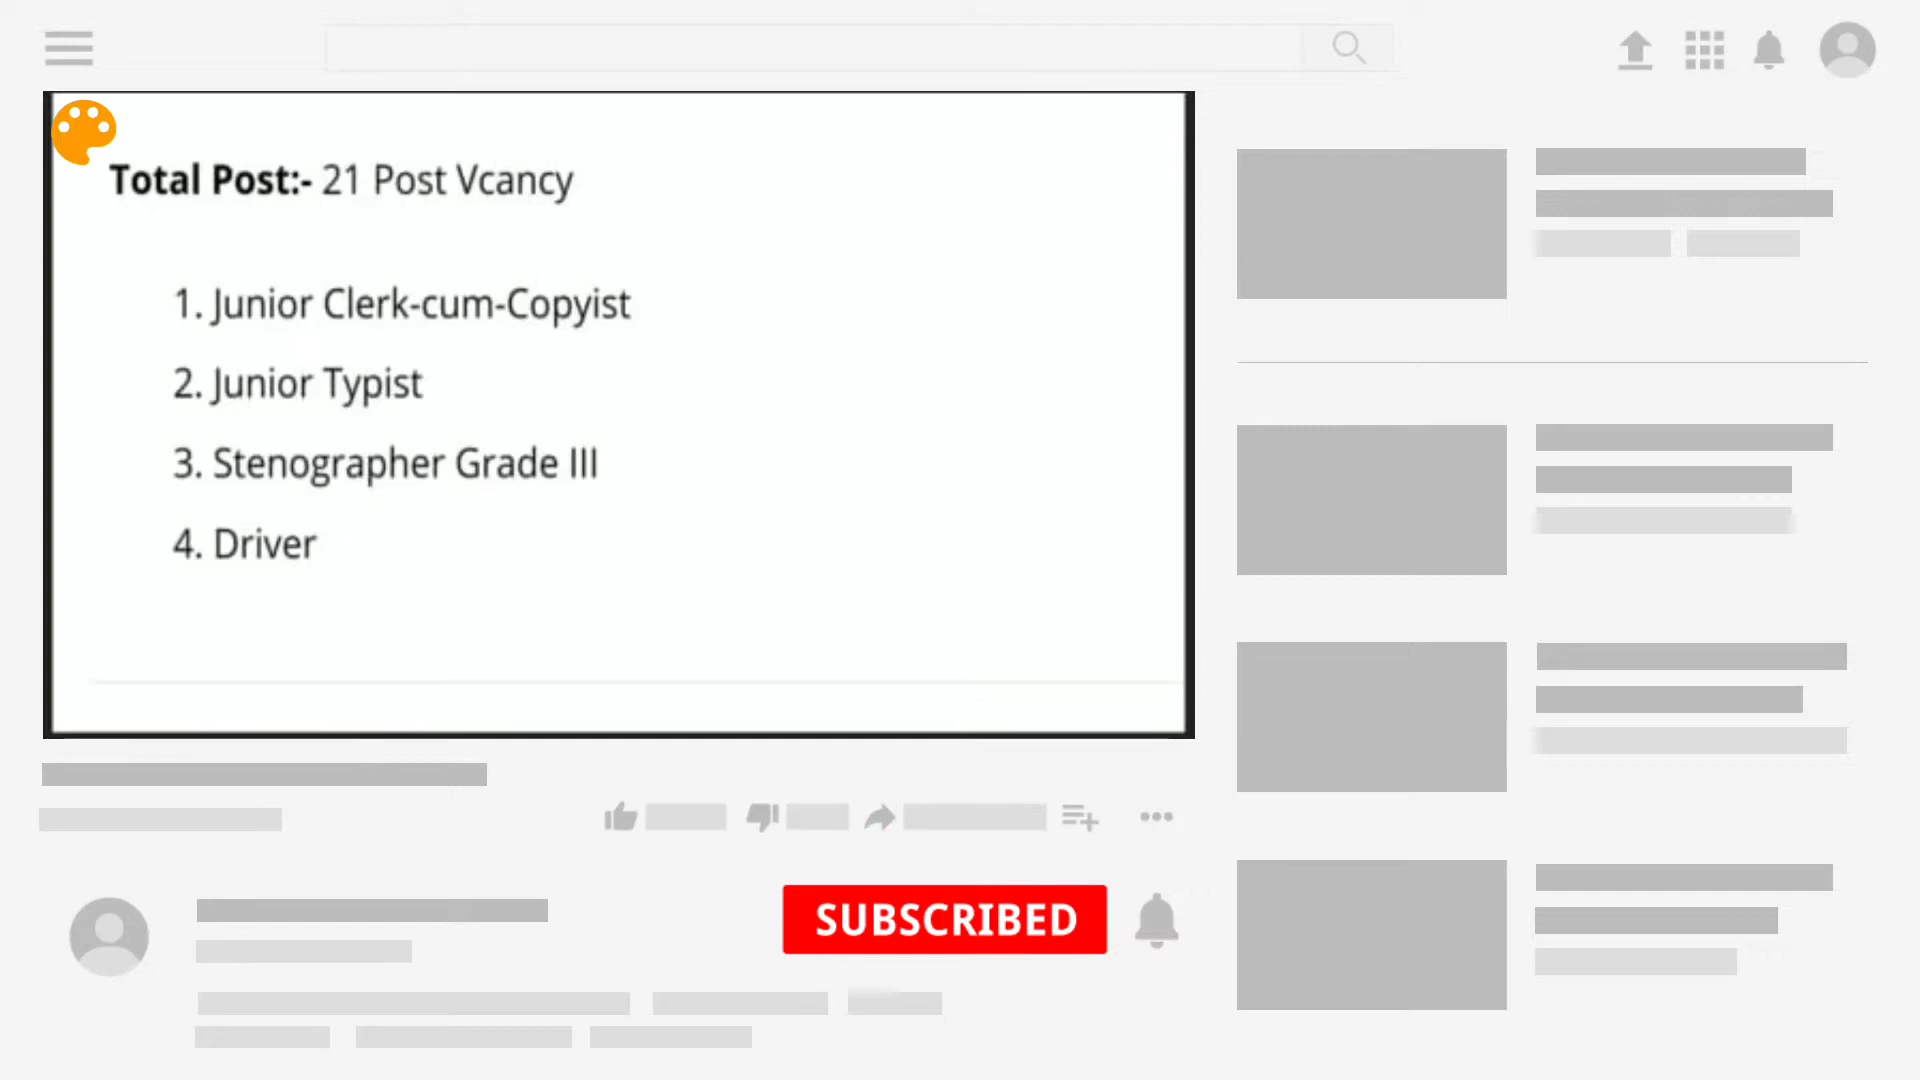 Total Post:- 21 Post Vcancy
1. Junior Clerk-cum-Copyist
2. Junior Typist
3. Stenographer Grade III
4. Driver
SUBSCRIBED